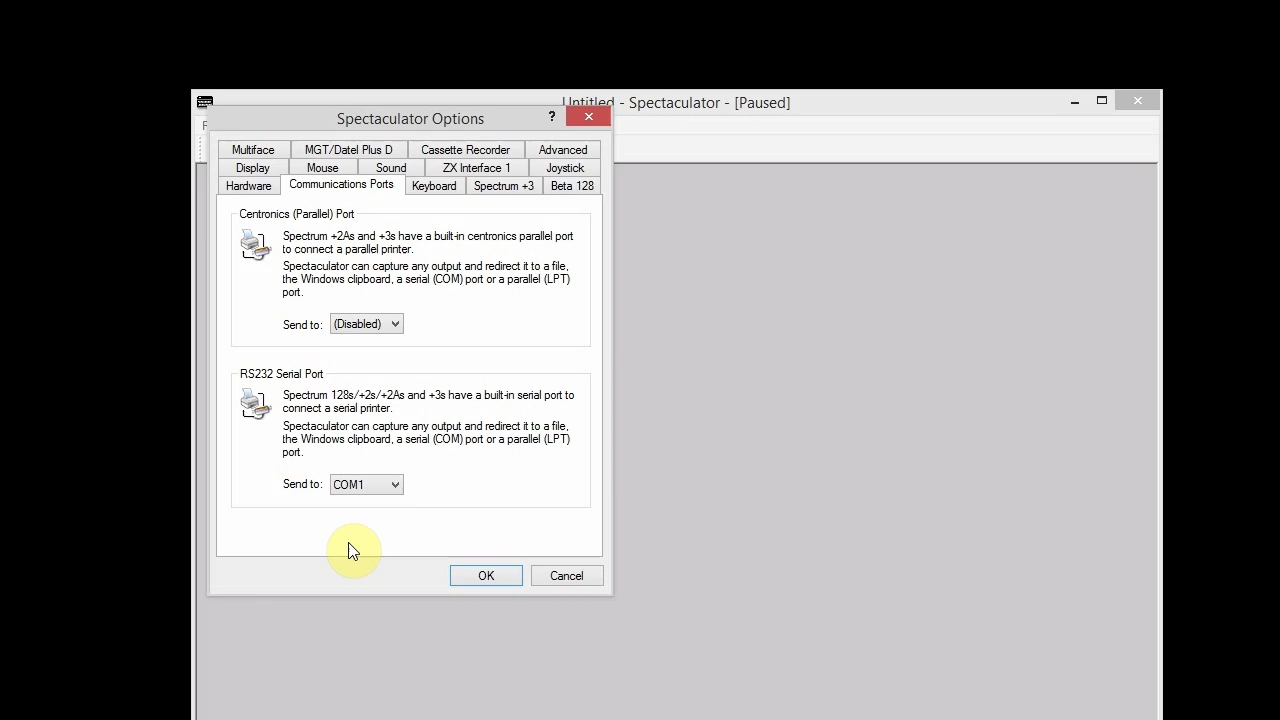 Untitled - Spectaculator - [Paused]
Spectaculator Options
?
Multiface MGT/Datel Plus D Cassette Recorder Advanced
Display Mouse Sound ZX Interface 1 Joystick
Hardware Communications Ports Keyboard Spectrum +3 Beta 128
Centronics (Parallel) Port
Spectrum +2As and +3s have a built-in centronics parallel port
to connect a parallel printer.
Spectaculator can capture any output and redirect it to a file,
the Windows clipboard, a serial (COM) port or a parallel (LPT)
port.
Send to: (Disabled)
RS232 Serial Port
Spectrum 128s/+2s/+2As and +3s have a built-in serial port to
connect a serial printer.
Spectaculator can capture any output and redirect it to a file,
the Windows clipboard, a serial (COM) port or a parallel (LPT)
port.
Send to: COM1
OK Cancel